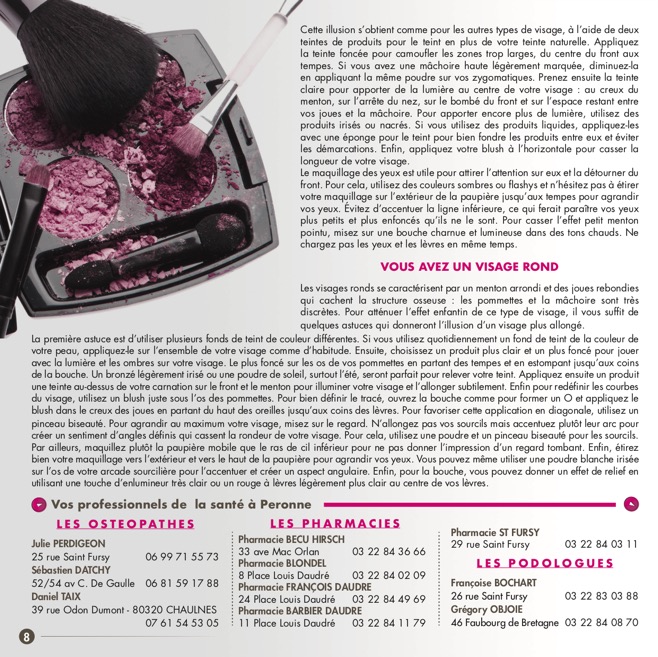 Cette illusion s'obtient comme pour les autres types de visage, à l'aide de deux
teintes de produits pour le teint en plus de votre teinte naturelle. Appliquez
la teinte foncée pour camoufler les zones trop larges, du centre du front aux
tempes. Si vous avez une mâchoire haute légèrement marquée, diminuez-la
en appliquant la même poudre sur vos zygomatiques. Prenez ensuite la teinte
claire pour apporter de la lumière au centre de votre visage : au creux du
menton, sur l'arrête du nez, sur le bombé du front et sur l'espace restant entre
vos joues et la mâchoire. Pour apporter encore plus de lumière, utilisez des
produits irisés ou nacrés. Si vous utilisez des produits liquides, appliquez-les
avec une éponge pour le teint pour bien fondre les produits entre eux et éviter
les démarcations. Enfin, appliquez votre blush à l'horizontale pour casser la
longueur de votre visage.
Le maquillage des yeux est utile pour attirer l'attention sur eux et la détourner du
front. Pour cela, utilisez des couleurs sombres ou flashys et n'hésitez pas à étirer
votre maquillage sur l'extérieur de la paupière jusqu'aux tempes pour agrandir
vos yeux. Évitez d'accentuer la ligne inférieure, ce qui ferait paraître vos yeux
plus petits et plus enfoncés qu'ils ne le sont. Pour casser l'effet petit menton
pointu, misez sur une bouche charnue et lumineuse dans des tons chauds. Ne
chargez pas les yeux et les lèvres en même temps.
VOUS AVEZ UN VISAGE ROND
Les visages ronds se caractérisent par un menton arrondi et des joues rebondies
qui cachent la structure osseuse : les pommettes et la mâchoire sont très
discrètes. Pour atténuer l'effet enfantin de ce type de visage, il vous suffit de
quelques astuces qui donneront l'illusion d'un visage plus allongé.
La première astuce est d'utiliser plusieurs fonds de teint de couleur différentes. Si vous utilisez quotidiennement un fond de teint de la couleur de
votre peau, appliquez-le sur l'ensemble de votre visage comme d'habitude. Ensuite, choisissez un produit plus clair et un plus foncé pour jouer
avec la lumière et les ombres sur votre visage. Le plus foncé sur les os de vos pommettes en partant des tempes et en estompant jusqu'aux coins
de la bouche. Un bronzé légèrement irisé ou une poudre de soleil, surtout l'été, seront parfait pour relever votre teint. Appliquez ensuite un produit
une teinte au-dessus de votre carnation sur le front et le menton pour illuminer votre visage et l'allonger subtilement. Enfin pour redéfinir les courbes
du visage, utilisez un blush juste sous l'os des pommettes. Pour bien définir le tracé, ouvrez la bouche comme pour former un O et appliquez le
blush dans le creux des joues en partant du haut des oreilles jusqu'aux coins des lèvres. Pour favoriser cette application en diagonale, utilisez un
pinceau biseauté. Pour agrandir au maximum votre visage, misez sur le regard. N'allongez pas vos sourcils mais accentuez plutôt leur arc pour
créer un sentiment d'angles définis qui cassent la rondeur de votre visage. Pour cela, utilisez une poudre et un pinceau biseauté pour les sourcils.
Par ailleurs, maquillez plutôt la paupière mobile que le ras de cil inférieur pour ne pas donner l'impression d'un regard tombant. Enfin, étirez
bien votre maquillage vers l'extérieur et vers le haut de la paupière pour agrandir vos yeux. Vous pouvez même utiliser une poudre blanche irisée
sur l'os de votre arcade sourcilière pour l'accentuer et créer un aspect angulaire. Enfin, pour la bouche, vous pouvez donner un effet de relief en
utilisant une touche d'enlumineur très clair ou un rouge à lèvres légèrement plus clair au centre de vos lèvres.
Vos professionnels de la santé à Peronne
LES OSTEOPATHES
Julie PERDIGEON
25 rue Saint Fursy 06 99 71 55 73
Sébastien DATCHY
52/54 av C. De Gaulle 06 81 59 17 88
Daniel TAIX
39 rue Odon Dumont - 80320 CHAULNES
07 61 54 53 05
LES PHARMACIES
Pharmacie BECU HIRSCH
33 ave Mac Orlan 03 22 84 36 66
Pharmacie BLONDEL
8 Place Louis Daudré 03 22 84 02 09
Pharmacie FRANÇOIS DAUDRE
24 Place Louis Daudré 03 22 84 49 69
Pharmacie BARBIER DAUDRE
11 Place Louis Daudré 03 22 84 11 79
Pharmacie ST FURSY
29 rue Saint Fursy 03 22 84 03 11
LES PODOLOGUES
Françoise BOCHART
26 rue Saint Fursy 03 22 83 03 88
Grégory OBJOIE
46 Faubourg de Bretagne 03 22 84 08 70
8